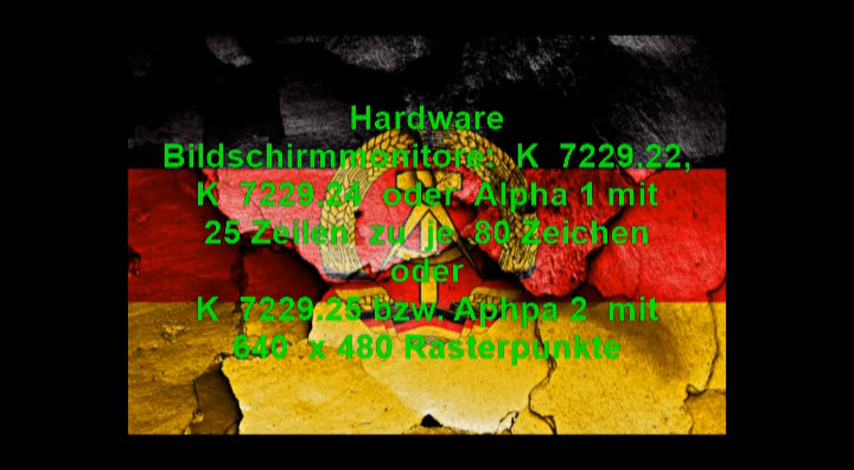 Hardware
Bildschirmmonitore: K 7229.22,
K 7229.24 oder Alpha 1 mit
25 Zeilen zu je 80 Zeichen
oder
K 7229.25 bzw. Aphpa 2 mit
640 x 480 Rasterpunkte